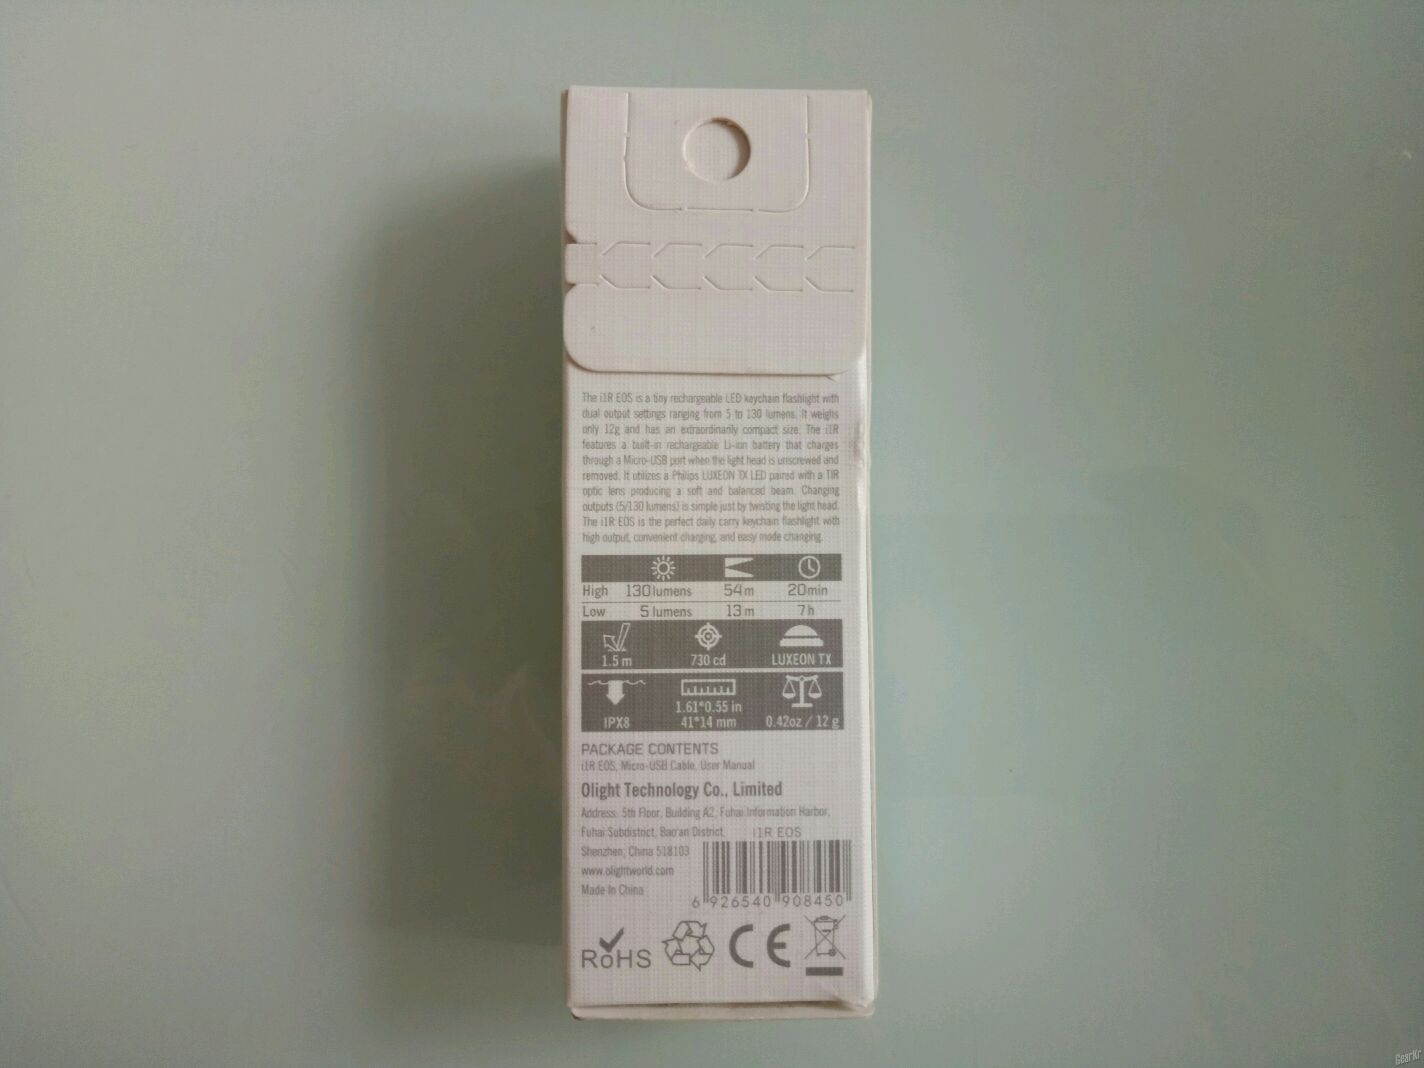 The i1R EOS is a tiny rechargeable LED keychain flashlight with
dual output settings ranging from 5 to 130 lumens. It weighs
only 12g and has an extraordinarily compact size. The i1R
features a built-in rechargeable Li-ion battery that charges
through a Micro-USB port when the light head is unscrewed and
removed. It utilizes a Philips LUXEON TX LED paired with a TIR
optic lens producing a soft and balanced beam. Changing
outputs (5/130 lumens) is simple just by twisting the light head.
The i1R EOS is the perfect daily carry keychain flashlight with
high output, convenient charging, and easy mode changing.
High 130 lumens 54 m 20min
Low 5 lumens 13 m 7 h
1.5 m 730 cd LUXEON TX
1.61*0.55 in
IPX8 41*14 mm 0.42oz / 12 g
PACKAGE CONTENTS
i1R EOS, Micro-USB Cable, User Manual
Olight Technology Co., Limited
Address: 5th Floor, Building A2, Fuhai Information Harbor,
Fuhai Subdistrict, Bao'an District, i1R EOS
Shenzhen, China 518103
www.olightworld.com
Made In China
6 926540 908450
RoHS CE
GearKr